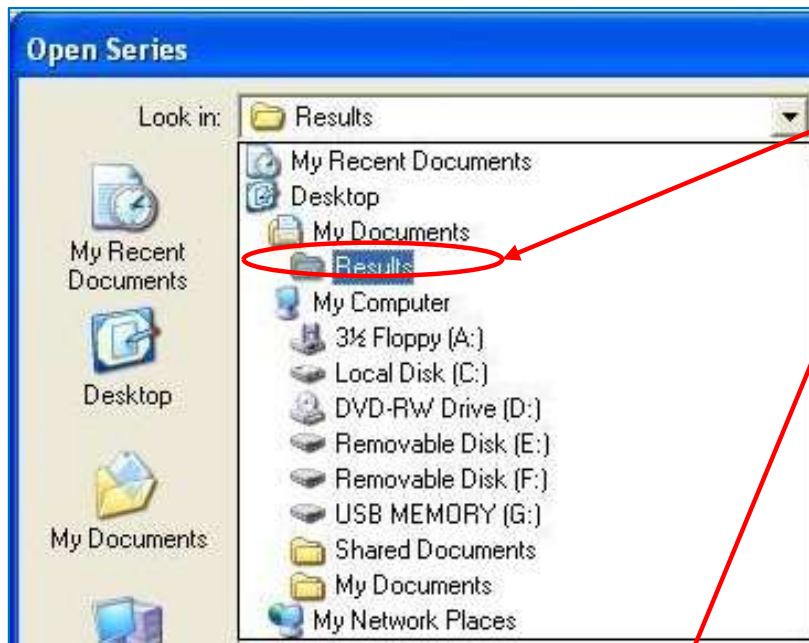 Open Series
Look in:
Results
My Recent Documents
Desktop
My Documents
Results
My Computer
3½ Floppy (A:)
Local Disk (C:)
DVD-RW Drive (D:)
Removable Disk (E:)
Removable Disk (F:)
USB MEMORY (G:)
Shared Documents
My Documents
My Network Places
My Recent
Documents
Desktop
My Documents